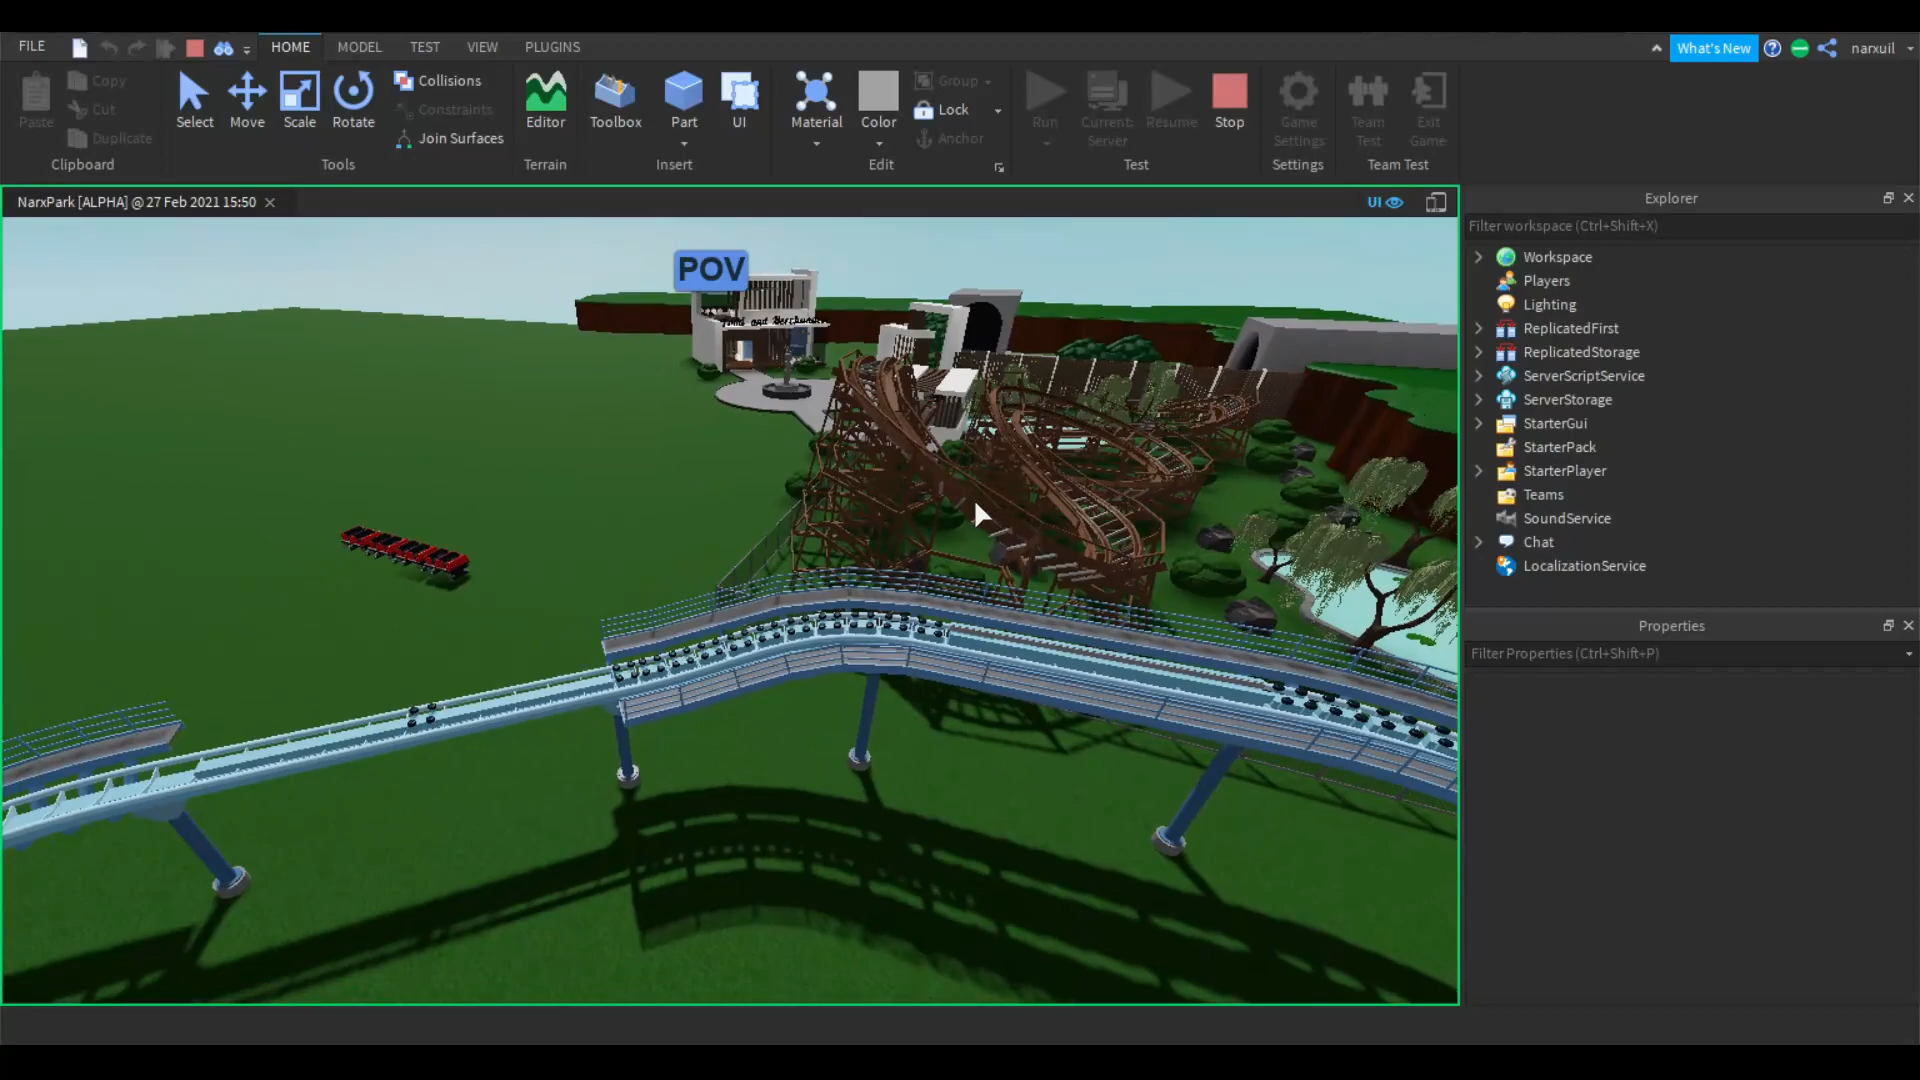 FILE HOME MODEL TEST VIEW PLUGINS What's New narxuil
Paste Copy Cut Duplicate Clipboard
Select Move Scale Rotate Collisions Constraints Join Surfaces Tools
Editor Terrain
Toolbox Part UI Insert
Material Color Group Lock Anchor Edit
Run Current: Server Resume Stop Test
Game Settings Settings
Team Test Exit Game Team Test
NarxPark [ALPHA] @ 27 Feb 2021 15:50 UI
POV
Food and
Explorer
Filter workspace (Ctrl+Shift+X)
Workspace
Players
Lighting
ReplicatedFirst
ReplicatedStorage
ServerScriptService
ServerStorage
StarterGui
StarterPack
StarterPlayer
Teams
SoundService
Chat
LocalizationService
Properties
Filter Properties (Ctrl+Shift+P)